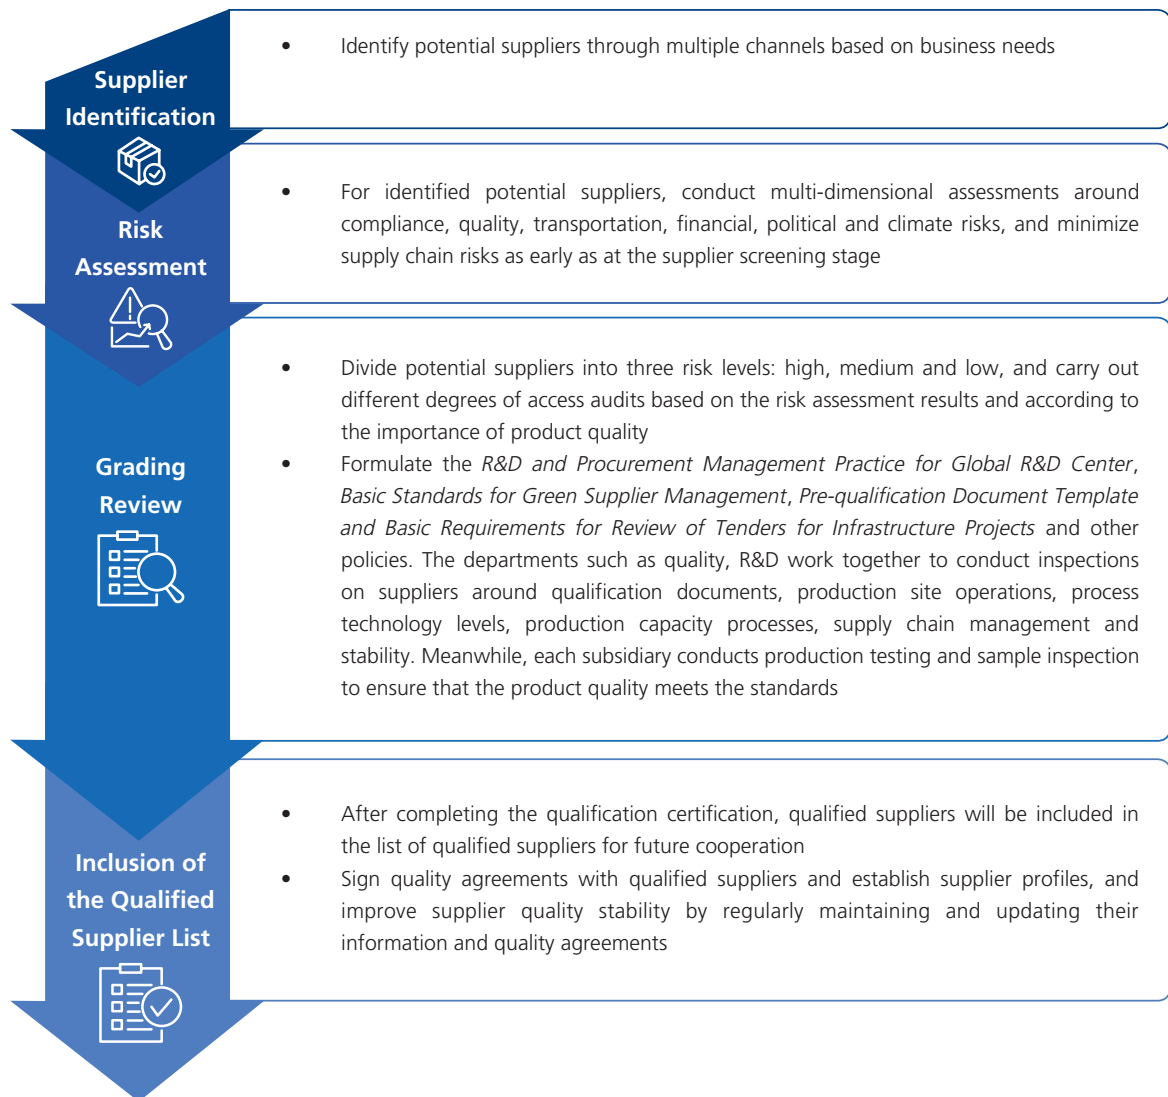 Supplier
Identification
• Identify potential suppliers through multiple channels based on business needs
Risk
Assessment
• For identified potential suppliers, conduct multi-dimensional assessments around
compliance, quality, transportation, financial, political and climate risks, and minimize
supply chain risks as early as at the supplier screening stage
Grading
Review
• Divide potential suppliers into three risk levels: high, medium and low, and carry out
different degrees of access audits based on the risk assessment results and according to
the importance of product quality
• Formulate the R&D and Procurement Management Practice for Global R&D Center,
Basic Standards for Green Supplier Management, Pre-qualification Document Template
and Basic Requirements for Review of Tenders for Infrastructure Projects and other
policies. The departments such as quality, R&D work together to conduct inspections
on suppliers around qualification documents, production site operations, process
technology levels, production capacity processes, supply chain management and
stability. Meanwhile, each subsidiary conducts production testing and sample inspection
to ensure that the product quality meets the standards
Inclusion of
the Qualified
Supplier List
• After completing the qualification certification, qualified suppliers will be included in
the list of qualified suppliers for future cooperation
• Sign quality agreements with qualified suppliers and establish supplier profiles, and
improve supplier quality stability by regularly maintaining and updating their
information and quality agreements